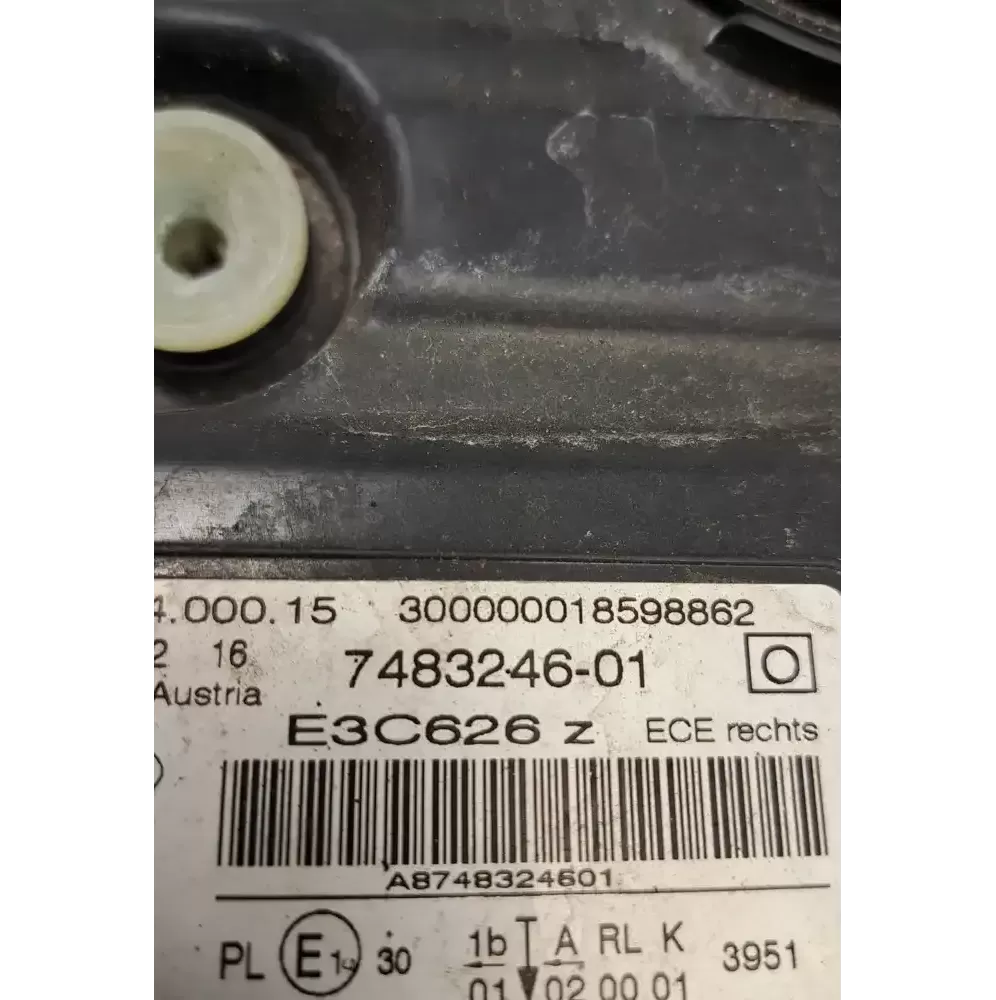 4.000.15 300000018598862
2 16 7483246-01 O
Austria
E3C626 z ECE rechts
A8748324601
PL E14 30 1b A RL K 3951
01 02 00 01